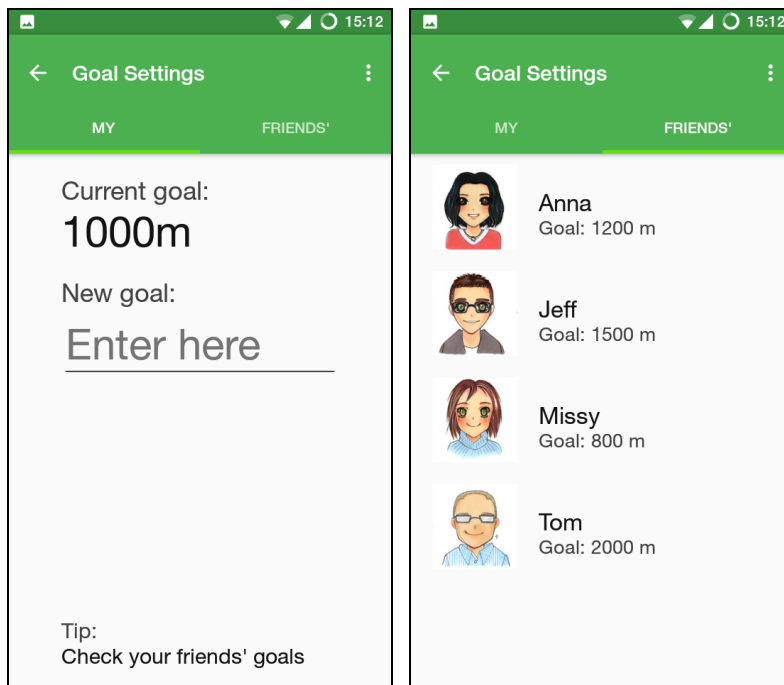 15:12
Goal Settings
MY FRIENDS'
Current goal:
1000m
New goal:
Enter here
Tip:
Check your friends' goals
15:12
Goal Settings
MY FRIENDS'
Anna
Goal: 1200 m
Jeff
Goal: 1500 m
Missy
Goal: 800 m
Tom
Goal: 2000 m